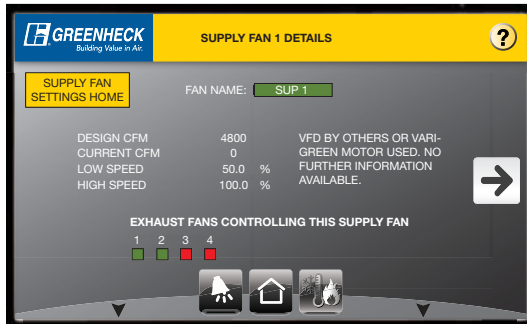 GREENHECK
Building Value in Air.
SUPPLY FAN 1 DETAILS
?
SUPPLY FAN
SETTINGS HOME
FAN NAME: SUP 1
DESIGN CFM 4800
CURRENT CFM 0
LOW SPEED 50.0 %
HIGH SPEED 100.0 %
VFD BY OTHERS OR VARI-
GREEN MOTOR USED. NO
FURTHER INFORMATION
AVAILABLE.
EXHAUST FANS CONTROLLING THIS SUPPLY FAN
1 2 3 4